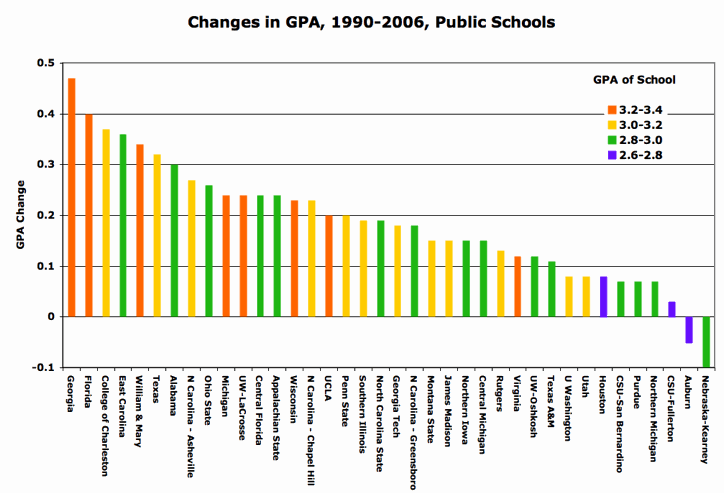 Changes in GPA, 1990-2006, Public Schools
GPA of School
3.2-3.4
3.0-3.2
2.8-3.0
2.6-2.8
GPA Change
0.5
0.4
0.3
0.2
0.1
0
-0.1
Georgia
Florida
College of Charleston
East Carolina
William & Mary
Texas
Alabama
N Carolina - Asheville
Ohio State
Michigan
UW-LaCrosse
Central Florida
Appalachian State
Wisconsin
N Carolina - Chapel Hill
UCLA
Penn State
Southern Illinois
North Carolina State
Georgia Tech
N Carolina - Greensboro
Montana State
James Madison
Northern Iowa
Central Michigan
Rutgers
Virginia
UW-Oshkosh
Texas A&M
U Washington
Utah
Houston
CSU-San Bernardino
Purdue
Northern Michigan
CSU-Fullerton
Auburn
Nebraska-Kearney